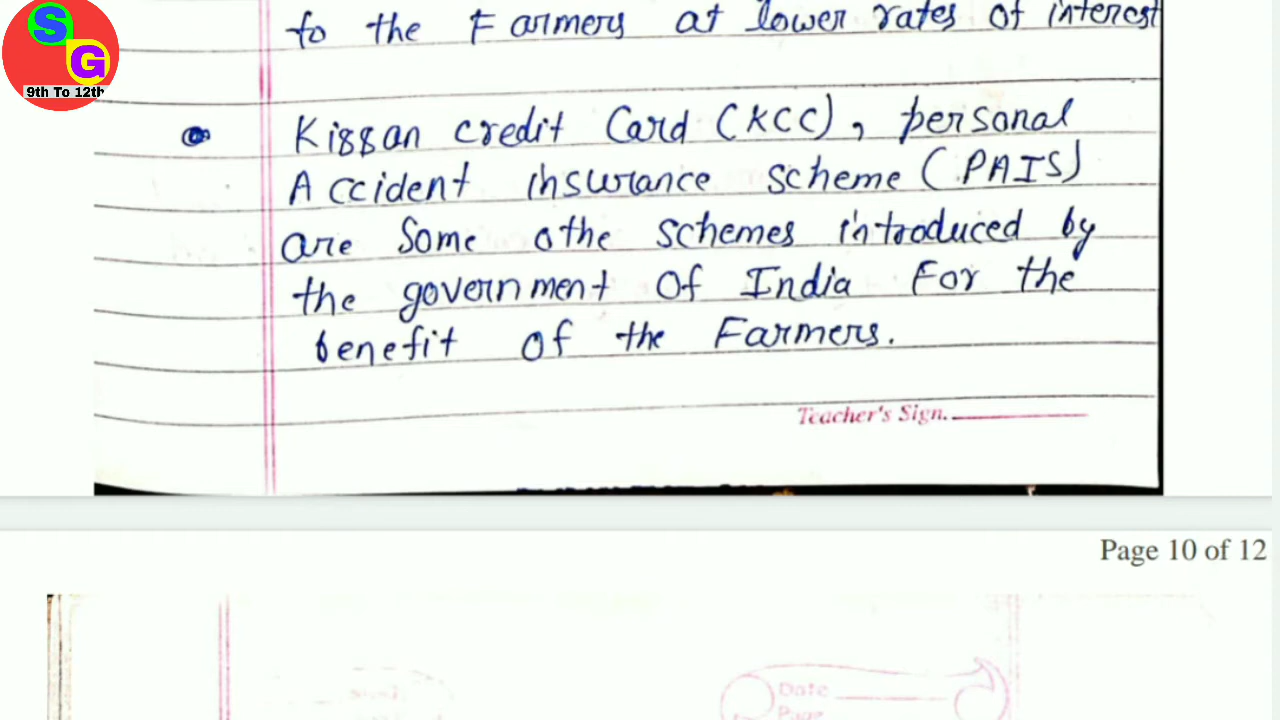 to the Farmers at lower rates of interest
S
G
9th To 12th
Kissan credit Card (KCC), personal
Accident insurance scheme (PAIS)
are Some othe schemes introduced by
the government Of India For the
benefit of the Farmers.
Teacher's Sign.
Page 10 of 12
Date
Page